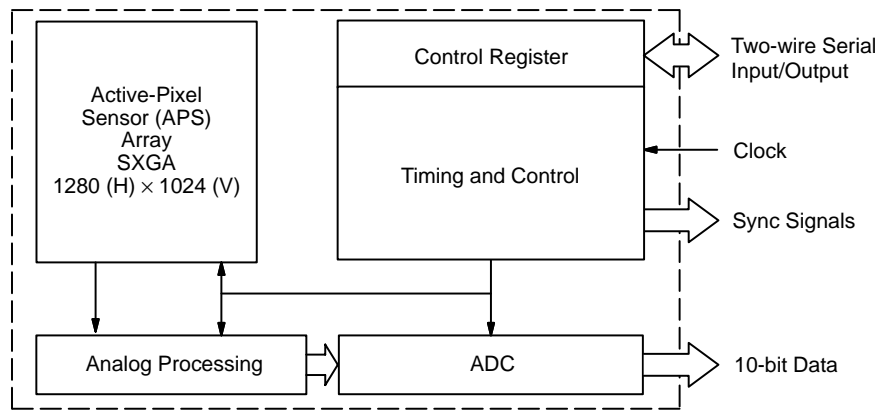 Active-Pixel
Sensor (APS)
Array
SXGA
1280 (H) × 1024 (V)
Control Register
Timing and Control
Two-wire Serial
Input/Output
Clock
Sync Signals
Analog Processing
ADC
10-bit Data